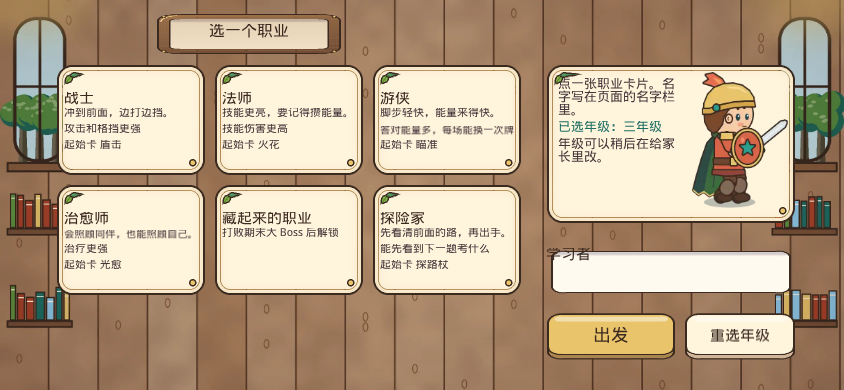 选一个职业
战士
冲到前面，边打边挡。
攻击和格挡更强
起始卡 盾击
法师
技能更亮，要记得攒能量。
技能伤害更高
起始卡 火花
游侠
脚步轻快，能量来得快。
答对能量多，每场能换一次牌
起始卡 瞄准
治愈师
会照顾同伴，也能照顾自己。
治疗更强
起始卡 光愈
藏起来的职业
打败期末大 Boss 后解锁
探险家
先看清前面的路，再出手。
能先看到下一题考什么
起始卡 探路杖
点一张职业卡片。名
字写在页面的名字栏
里。
已选年级：三年级
年级可以稍后在给家
长里改。
学习者
出发
重选年级